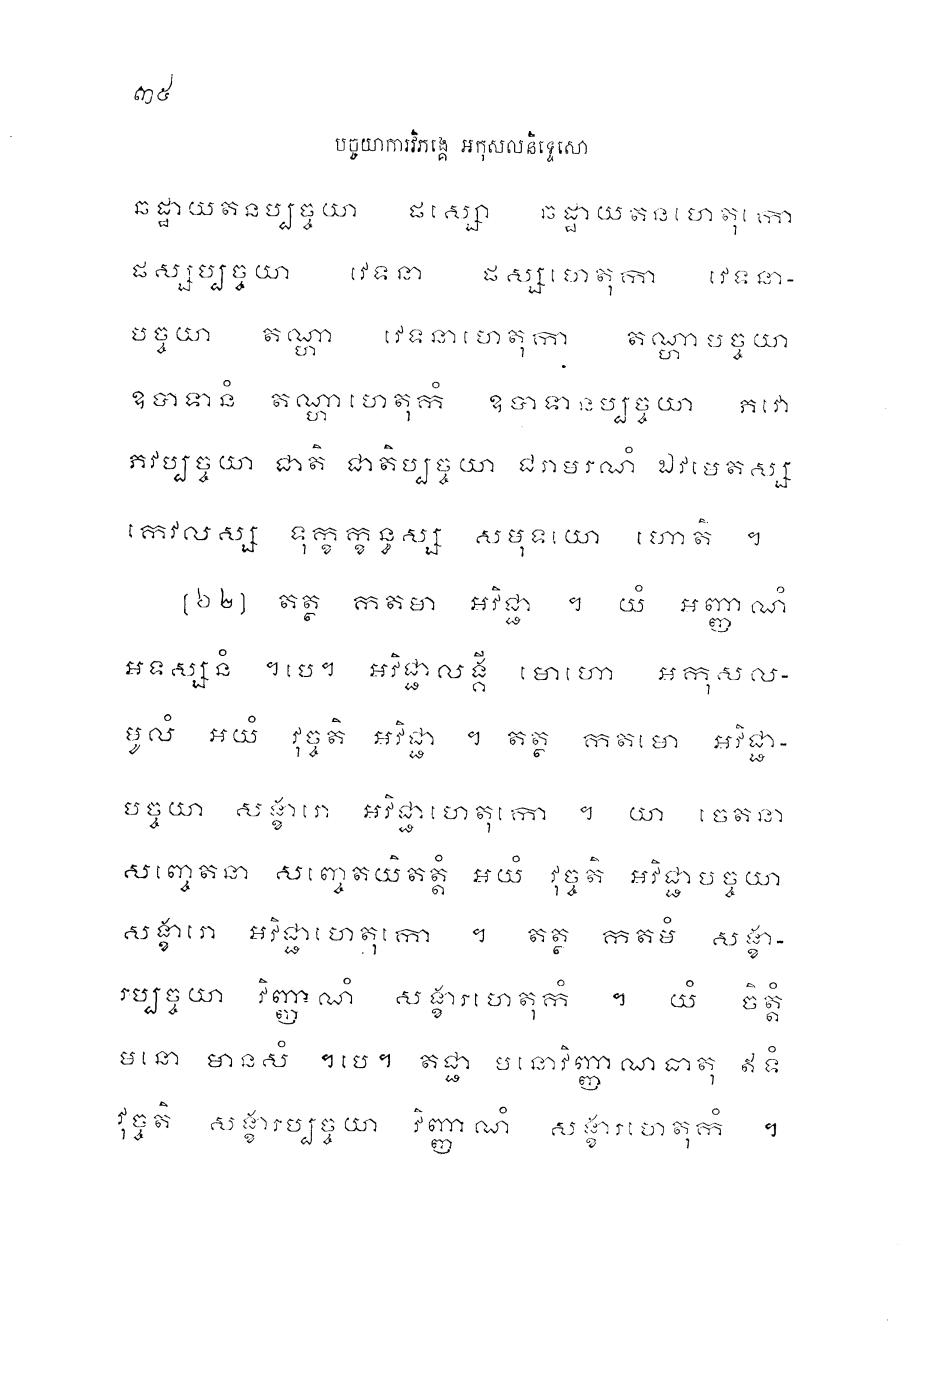 ៣៥
បច្ចយាការវិភង្គេ អកុសលនិទ្ទេសោ
ឆដ្ឋាយតនប្បច្ចយា ផស្សោ ឆដ្ឋាយតនហេតុកោ
ផស្សប្បច្ចយា វេទនា ផស្សហេតុកា វេទនា-
បច្ចយា តណ្ហា វេទនាហេតុកា តណ្ហាបច្ចយា
ឧបាទានំ តណ្ហាហេតុកំ ឧបាទានប្បច្ចយា ភវោ
ភវប្បច្ចយា ជាតិ ជាតិប្បច្ចយា ជរាមរណំ ឯវមេតស្ស
កេវលស្ស ទុក្ខក្ខន្ធស្ស សមុទយោ ហោតិ ។
[៦២] តត្ថ កតមា អវិជ្ជា ។ យំ អញ្ញាណំ
អទស្សនំ ។បេ។ អវិជ្ជាលង្គី មោហោ អកុសល-
មូលំ អយំ វុច្ចតិ អវិជ្ជា ។ តត្ថ កតមោ អវិជ្ជា-
បច្ចយា សង្ខារោ អវិជ្ជាហេតុកោ ។ យា ចេតនា
សញ្ចេតនា សញ្ចេតយិតត្តំ អយំ វុច្ចតិ អវិជ្ជាបច្ចយា
សង្ខារោ អវិជ្ជាហេតុកោ ។ តត្ថ កតមំ សង្ខា-
រប្បច្ចយា វិញ្ញាណំ សង្ខារហេតុកំ ។ យំ ចិត្តំ
មនោ មានសំ ។បេ។ តជ្ជា មនោវិញ្ញាណធាតុ ឥទំ
វុច្ចតិ សង្ខារប្បច្ចយា វិញ្ញាណំ សង្ខារហេតុកំ ។